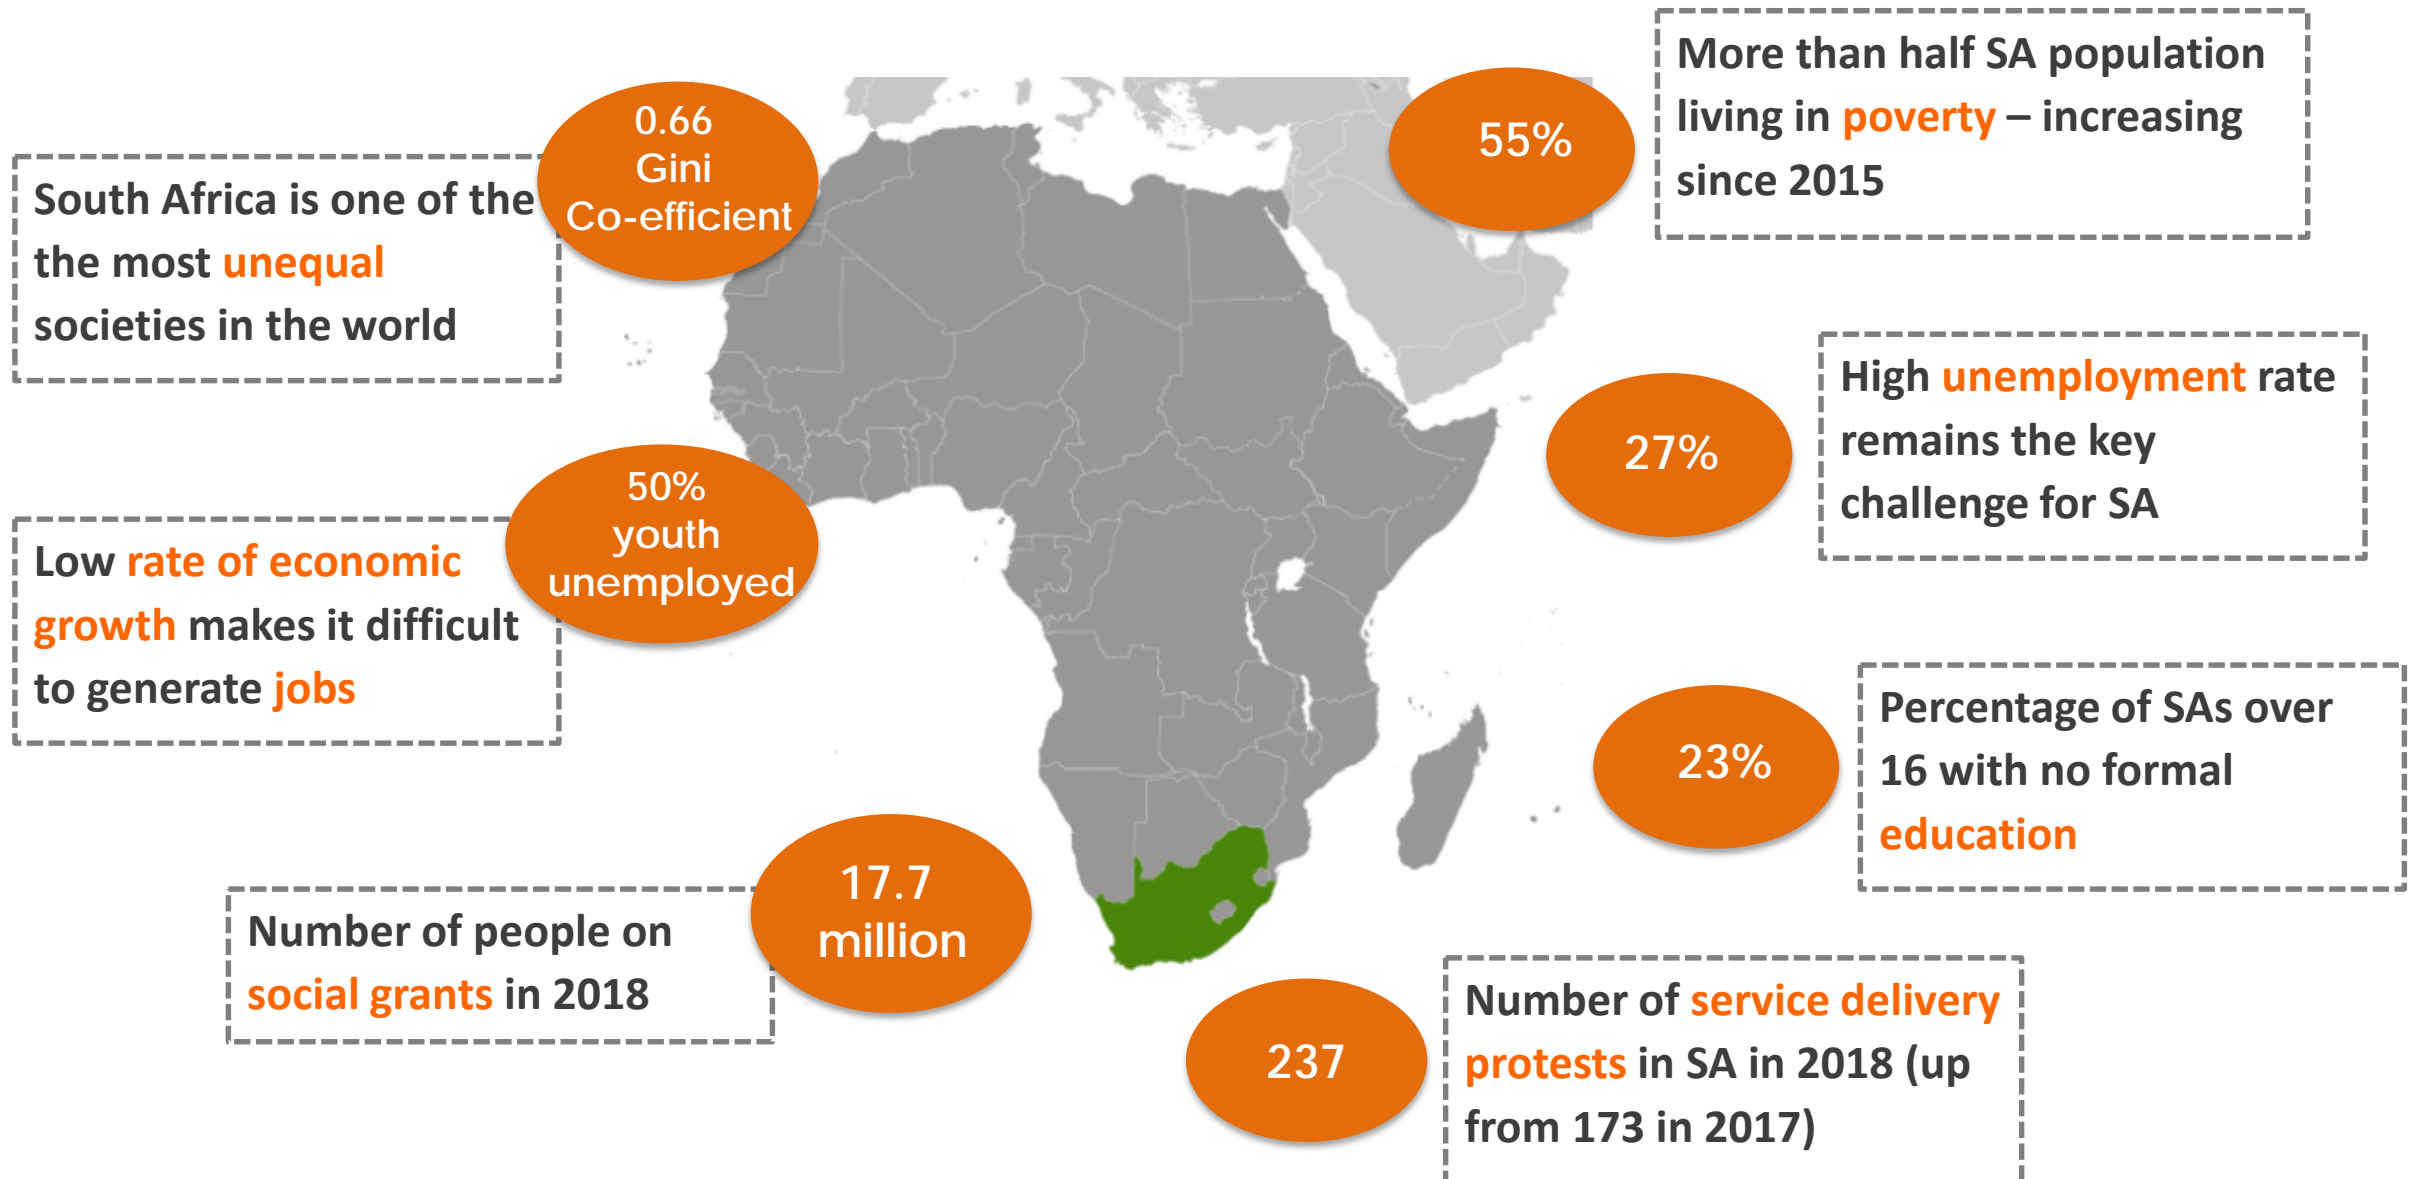 0.66
Gini
Co-efficient
South Africa is one of the
the most unequal
societies in the world
50%
youth
unemployed
Low rate of economic
growth makes it difficult
to generate jobs
17.7
million
Number of people on
social grants in 2018
55%
More than half SA population
living in poverty – increasing
since 2015
27%
High unemployment rate
remains the key
challenge for SA
23%
Percentage of SAs over
16 with no formal
education
237
Number of service delivery
protests in SA in 2018 (up
from 173 in 2017)